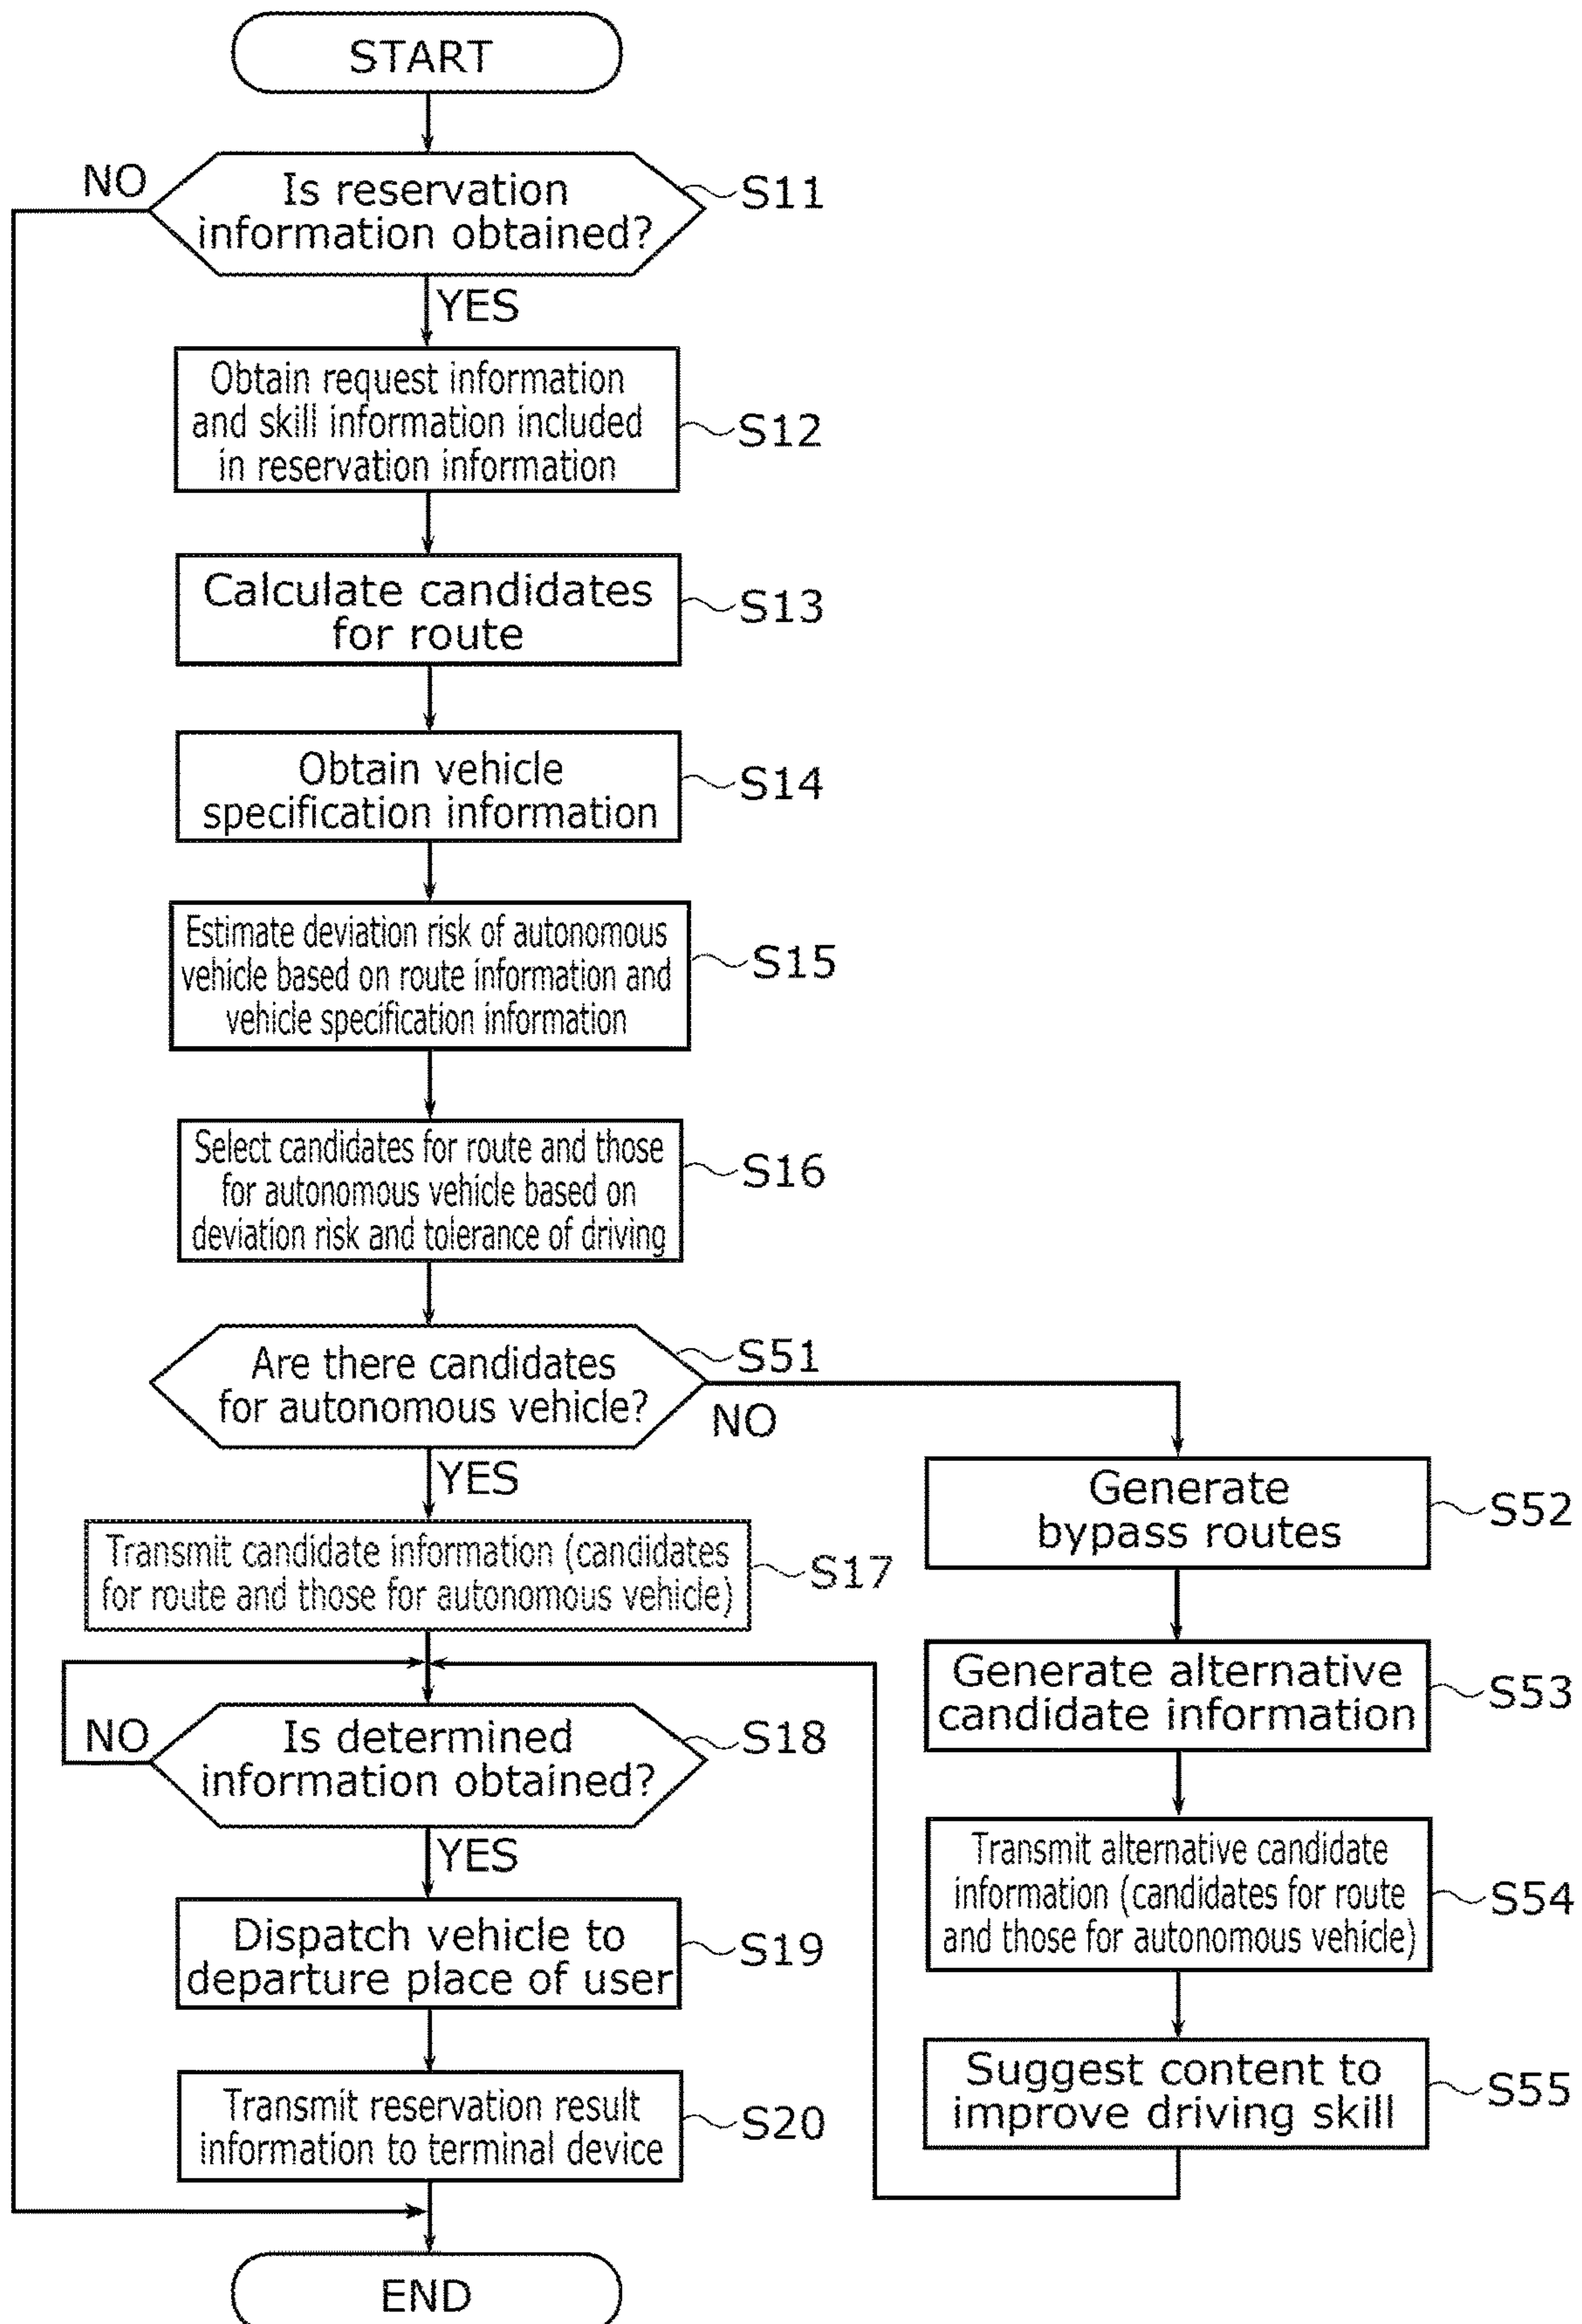 START
NO
Is reservation
information obtained?
S11
YES
Obtain request information
and skill information included
in reservation information
S12
Calculate candidates
for route
S13
Obtain vehicle
specification information
S14
Estimate deviation risk of autonomous
vehicle based on route information and
vehicle specification information
S15
Select candidates for route and those
for autonomous vehicle based on
deviation risk and tolerance of driving
S16
Are there candidates
for autonomous vehicle?
S51
NO
YES
Transmit candidate information (candidates
for route and those for autonomous vehicle)
S17
NO
Is determined
information obtained?
S18
YES
Dispatch vehicle to
departure place of user
S19
Transmit reservation result
information to terminal device
S20
END
Generate
bypass routes
S52
Generate alternative
candidate information
S53
Transmit alternative candidate
information (candidates for route
and those for autonomous vehicle)
S54
Suggest content to
improve driving skill
S55